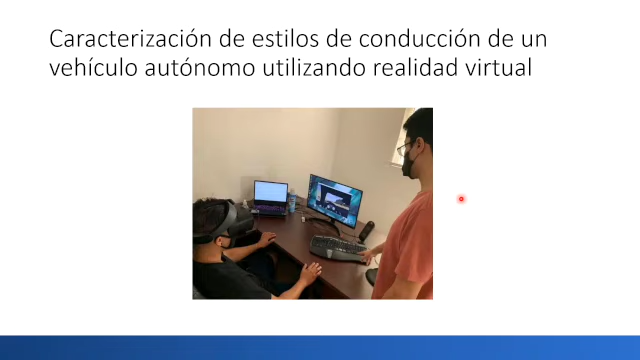 Caracterización de estilos de conducción de un
vehículo autónomo utilizando realidad virtual